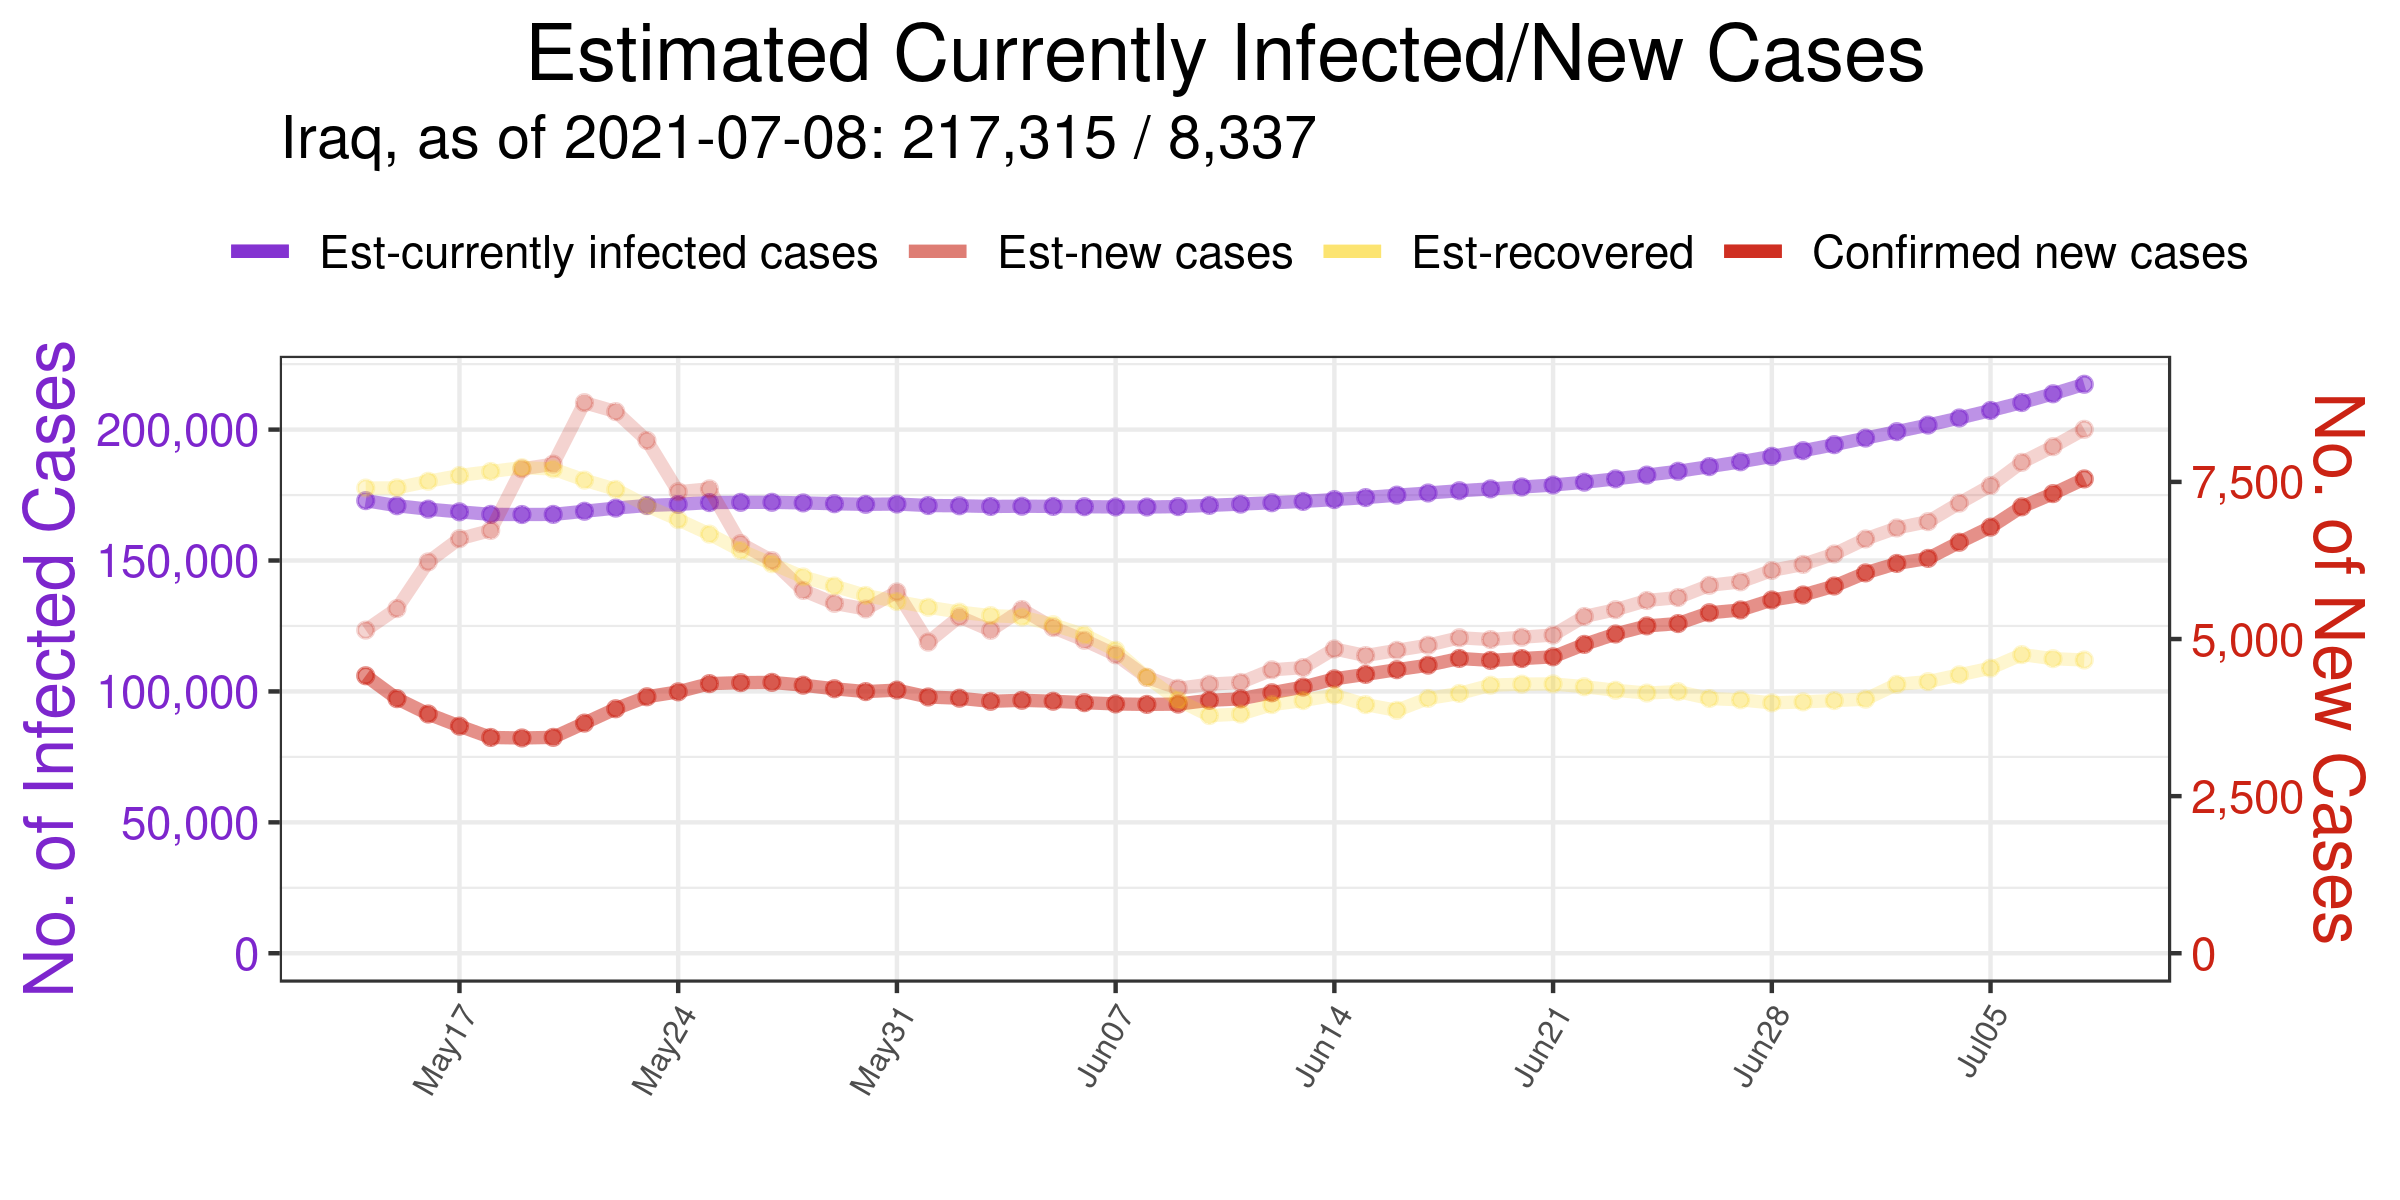 Estimated Currently Infected/New Cases
Iraq, as of 2021-07-08: 217,315 / 8,337
Est-currently infected cases Est-new cases Est-recovered Confirmed new cases
No. of Infected Cases
200,000
150,000
100,000
50,000
0
7,500
5,000
2,500
0
No. of New Cases
May17 May24 May31 Jun07 Jun14 Jun21 Jun28 Jul05